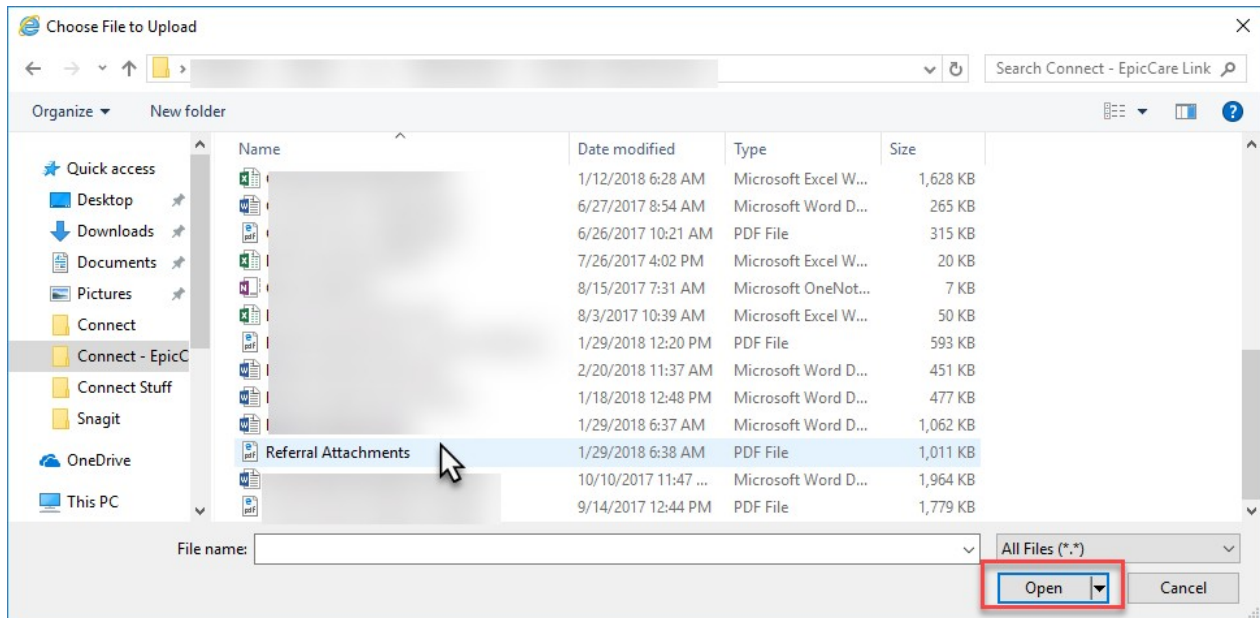 Choose File to Upload
Search Connect - EpicCare Link
Organize New folder
Name Date modified Type Size
Quick access
Desktop
Downloads
Documents
Pictures
Connect
Connect - EpicC
Connect Stuff
Snagit
OneDrive
This PC
1/12/2018 6:28 AM Microsoft Excel W... 1,628 KB
6/27/2017 8:54 AM Microsoft Word D... 265 KB
6/26/2017 10:21 AM PDF File 315 KB
7/26/2017 4:02 PM Microsoft Excel W... 20 KB
8/15/2017 7:31 AM Microsoft OneNot... 7 KB
8/3/2017 10:39 AM Microsoft Excel W... 50 KB
1/29/2018 12:20 PM PDF File 593 KB
2/20/2018 11:37 AM Microsoft Word D... 451 KB
1/18/2018 12:48 PM Microsoft Word D... 477 KB
1/29/2018 6:37 AM Microsoft Word D... 1,062 KB
Referral Attachments 1/29/2018 6:38 AM PDF File 1,011 KB
10/10/2017 11:47 ... Microsoft Word D... 1,964 KB
9/14/2017 12:44 PM PDF File 1,779 KB
File name: All Files (*.*)
Open Cancel